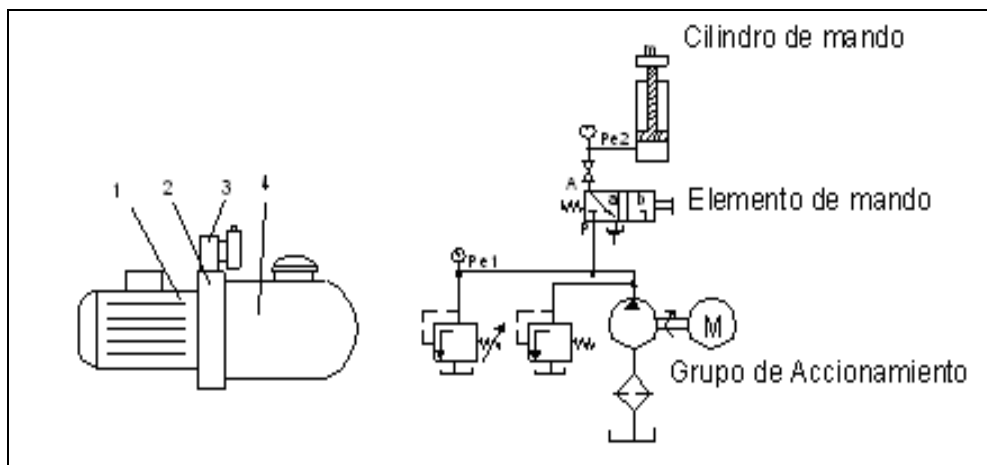 Cilindro de mando
Pe2
A
a
b
Elemento de mando
P
1
2
3
4
Pe1
M
Grupo de Accionamiento